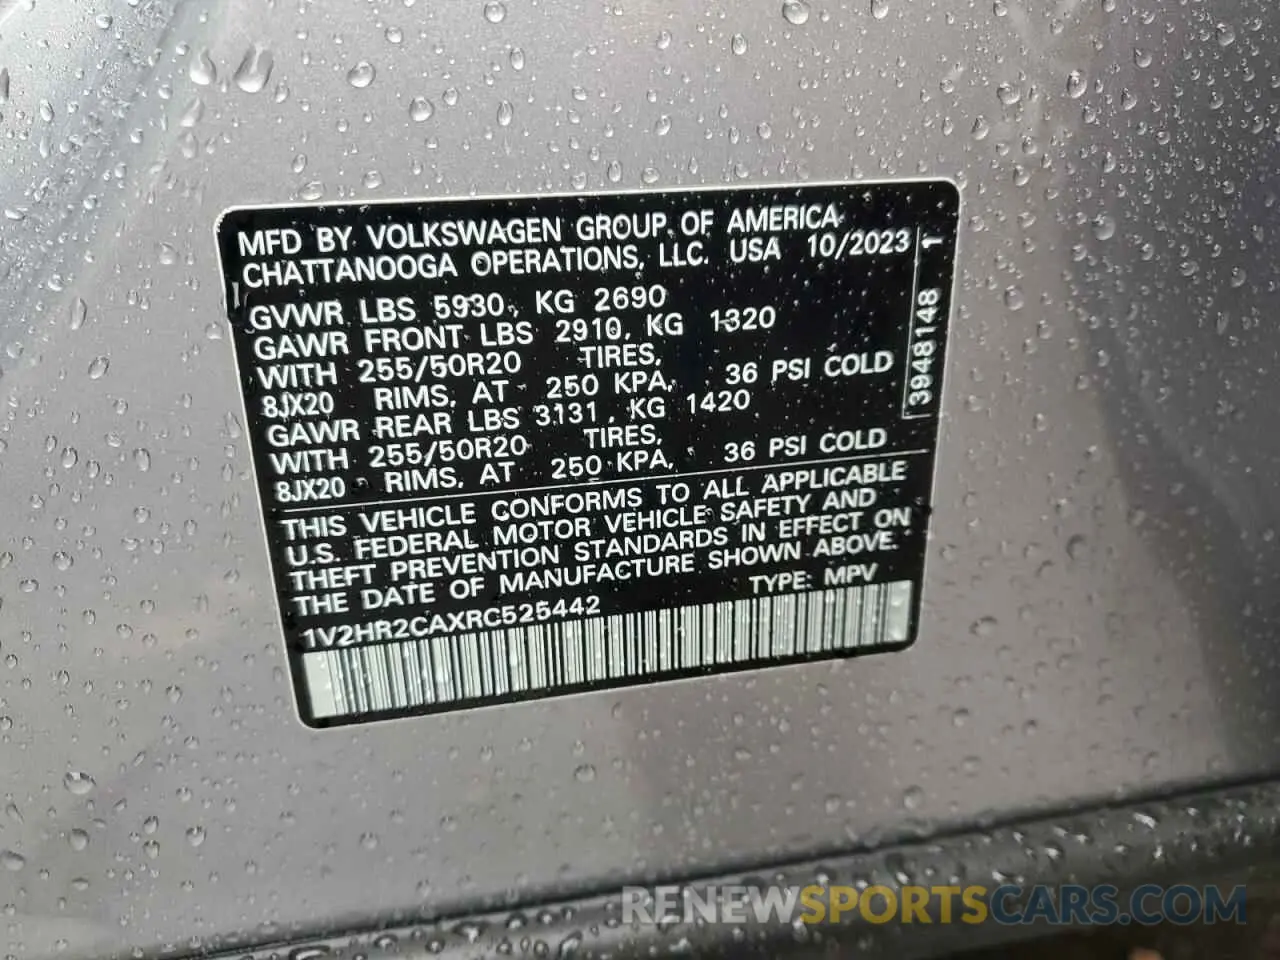 MFD BY VOLKSWAGEN GROUP OF AMERICA
CHATTANOOGA OPERATIONS, LLC. USA 10/2023
GVWR LBS 5930, KG 2690
GAWR FRONT LBS 2910, KG 1320
WITH 255/50R20 TIRES,
8JX20 RIMS, AT 250 KPA, 36 PSI COLD
GAWR REAR LBS 3131, KG 1420
WITH 255/50R20 TIRES,
8JX20 RIMS, AT 250 KPA, 36 PSI COLD
THIS VEHICLE CONFORMS TO ALL APPLICABLE
U.S. FEDERAL MOTOR VEHICLE SAFETY AND
THEFT PREVENTION STANDARDS IN EFFECT ON
THE DATE OF MANUFACTURE SHOWN ABOVE.
1V2HR2CAXRC525442 TYPE: MPV
3948148 1
RENEWSPORTSCARS.COM